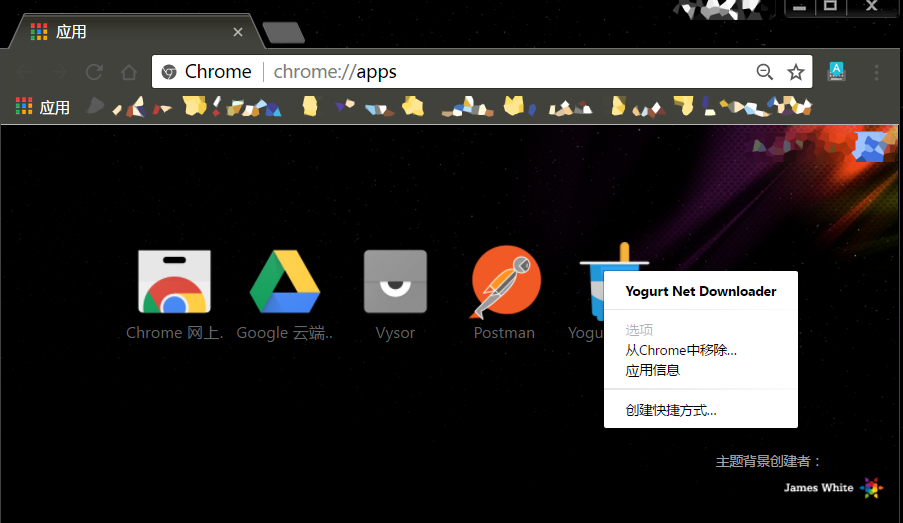 应用
Chrome chrome://apps
应用
Chrome 网上.
Google 云端..
Vysor
Postman
Yogu
Yogurt Net Downloader
选项
从Chrome中移除...
应用信息
创建快捷方式...
主题背景创建者：
James White